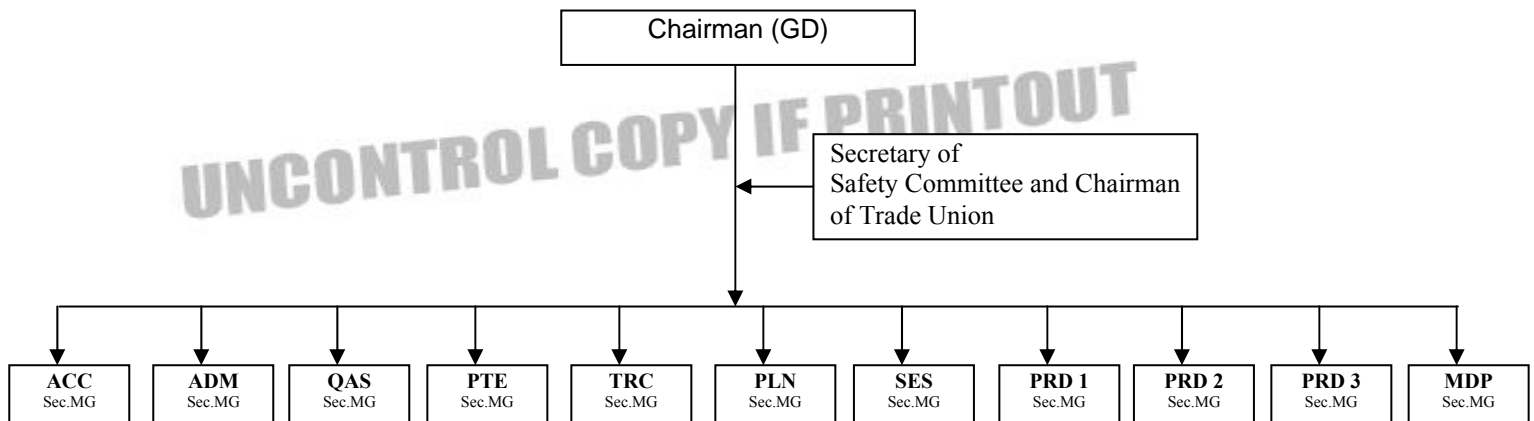 Chairman (GD)
UNCONTROL COPY IF PRINTOUT
Secretary of
Safety Committee and Chairman
of Trade Union
ACC
Sec.MG
ADM
Sec.MG
QAS
Sec.MG
PTE
Sec.MG
TRC
Sec.MG
PLN
Sec.MG
SES
Sec.MG
PRD 1
Sec.MG
PRD 2
Sec.MG
PRD 3
Sec.MG
MDP
Sec.MG